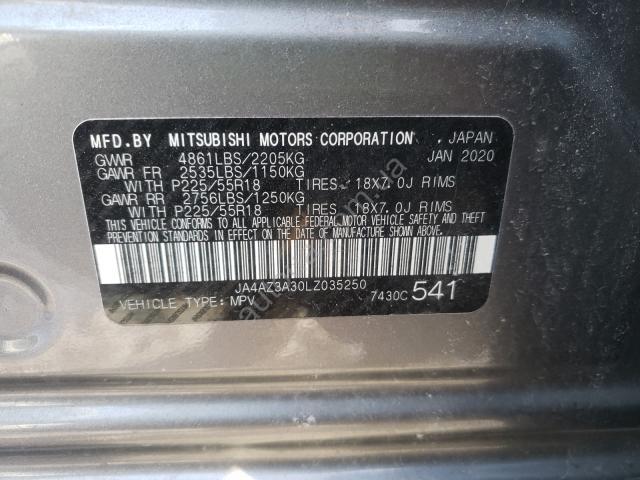 MFD.BY MITSUBISHI MOTORS CORPORATION , JAPAN
GVWR 4861LBS/2205KG JAN 2020
GAWR FR 2535LBS/1150KG
WITH P225/55R18 TIRES-18X7.0J RIMS
GAWR RR 2756LBS/1250KG
WITH P225/55R18 TIRES-18X7.0J RIMS
THIS VEHICLE CONFORMS TO ALL APPLICABLE FEDERAL MOTOR VEHICLE SAFETY AND THEFT
PREVENTION STANDARDS IN EFFECT ON THE DATE OF MANUFACTURE SHOWN ABOVE.
JA4AZ3A30LZ035250
VEHICLE TYPE: MPV 7430C 541